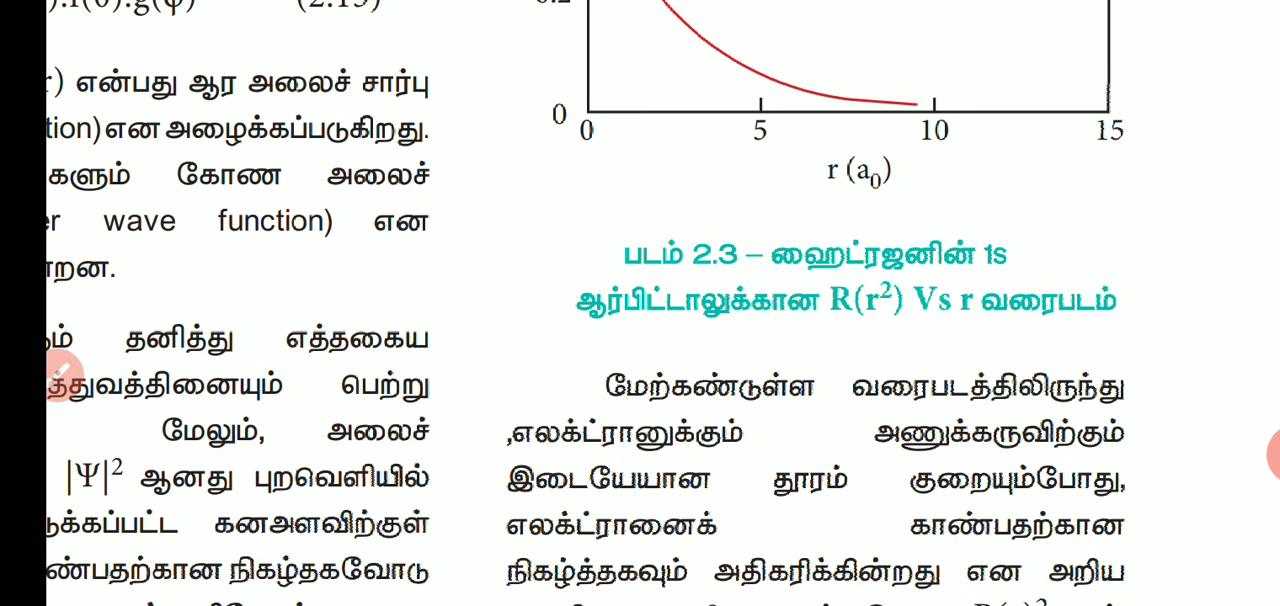 ).f(θ).g(φ) (2.15)
r) என்பது ஆர அலைச் சார்பு
tion) என அழைக்கப்படுகிறது.
களும் கோண அலைச்
er wave function) என
ன்றன.
தனித்து எத்தகைய
த்துவத்தினையும் பெற்று
மேலும், அலைச்
|Ψ|² ஆனது புறவெளியில்
க்கப்பட்ட கனஅளவிற்குள்
ண்பதற்கான நிகழ்தகவோடு
0.2
0
0 5 10 15
r (a₀)
படம் 2.3 – ஹைட்ரஜனின் 1s
ஆர்பிட்டாலுக்கான R(r²) Vs r வரைபடம்
மேற்கண்டுள்ள வரைபடத்திலிருந்து
,எலக்ட்ரானுக்கும் அணுக்கருவிற்கும்
இடையேயான தூரம் குறையும்போது,
எலக்ட்ரானைக் காண்பதற்கான
நிகழ்த்தகவும் அதிகரிக்கின்றது என அறிய